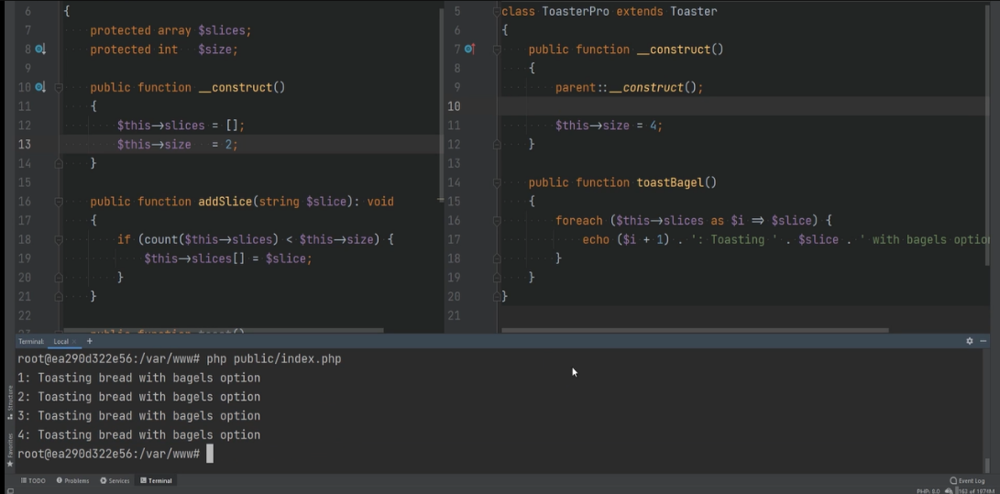 6 {
7 protected array $slices;
8 protected int $size;
9
10 public function __construct()
11 {
12 $this→slices = [];
13 $this→size = 2;
14 }
15
16 public function addSlice(string $slice): void
17 {
18 if (count($this→slices) < $this→size) {
19 $this→slices[] = $slice;
20 }
21 }
22
5 class ToasterPro extends Toaster
6 {
7 public function __construct()
8 {
9 parent::__construct();
10
11 $this→size = 4;
12 }
13
14 public function toastBagel()
15 {
16 foreach ($this→slices as $i ⇒ $slice) {
17 echo ($i + 1) . ': Toasting ' . $slice . ' with bagels optio
18 }
19 }
20 }
21
Terminal: Local × +
root@ea290d322e56:/var/www# php public/index.php
1: Toasting bread with bagels option
2: Toasting bread with bagels option
3: Toasting bread with bagels option
4: Toasting bread with bagels option
root@ea290d322e56:/var/www#
Structure
Favorites
TODO Problems Services Terminal Event Log
PHP: 8.0 163 of 1974M